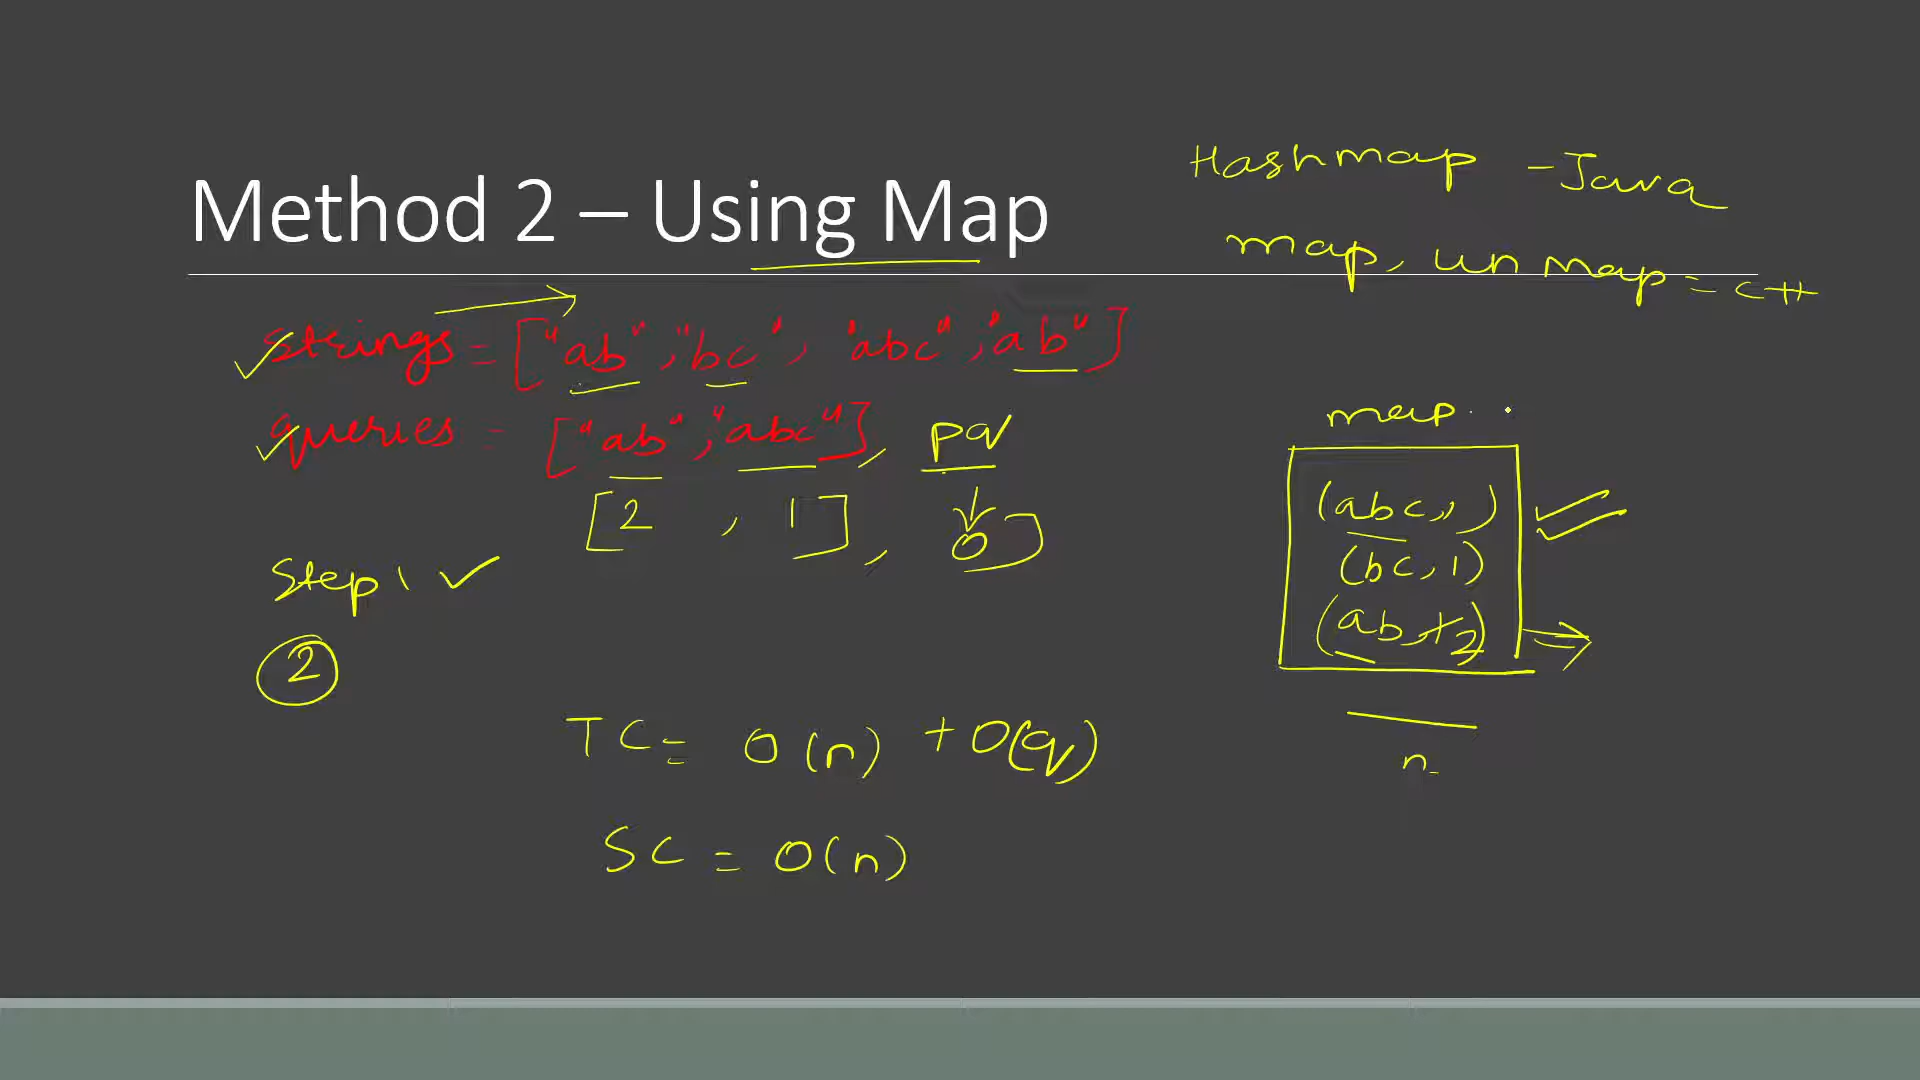 Hashmap - Java
Method 2 – Using Map
map, un map = C++
strings = ["ab", "bc", "abc", "ab"]
queries = ["ab", "abc"], pq
[2, 1], 0]
map
(abc, 1)
(bc, 1)
(ab, 1 2)
Step 1 ✓
2
TC = O(n) + O(q)
n
SC = O(n)